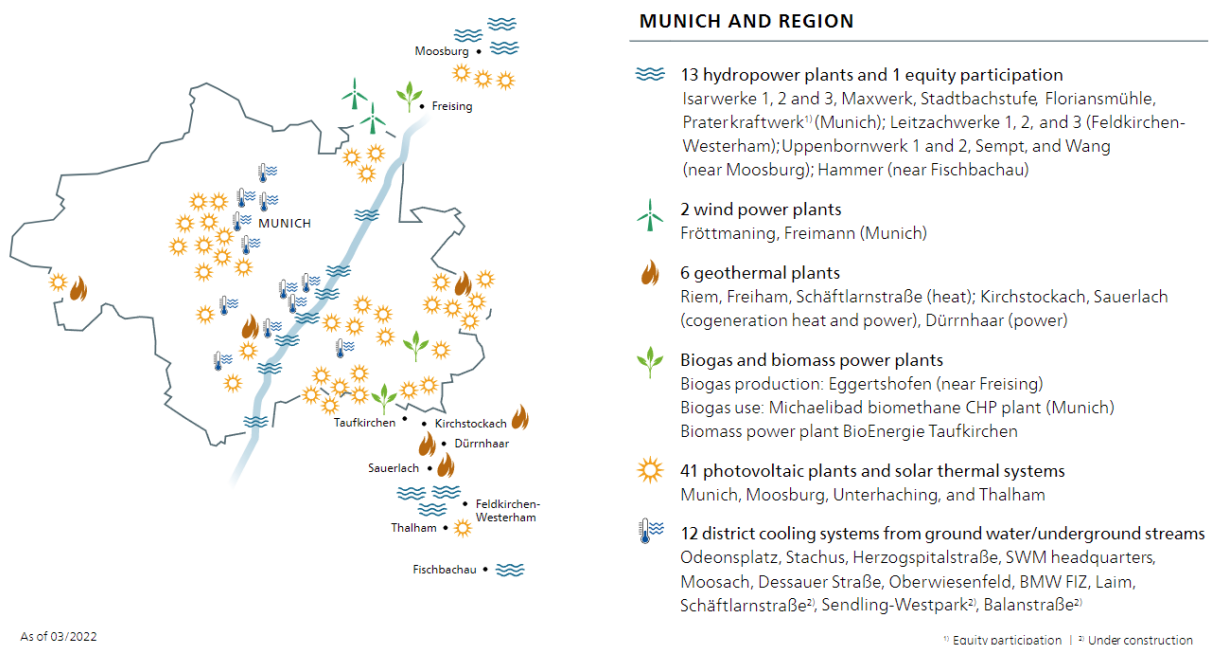 Moosburg
Freising
MUNICH
Taufkirchen
Kirchstockach
Dürrnhaar
Sauerlach
Feldkirchen-
Westerham
Thalham
Fischbachau
As of 03/2022
MUNICH AND REGION
13 hydropower plants and 1 equity participation
Isarwerke 1, 2 and 3, Maxwerk, Stadtbachstufe, Floriansmühle,
Praterkraftwerk¹⁾ (Munich); Leitzachwerke 1, 2, and 3 (Feldkirchen-
Westerham); Uppenbornwerk 1 and 2, Sempt, and Wang
(near Moosburg); Hammer (near Fischbachau)
2 wind power plants
Fröttmaning, Freimann (Munich)
6 geothermal plants
Riem, Freiham, Schäftlarnstraße (heat); Kirchstockach, Sauerlach
(cogeneration heat and power), Dürrnhaar (power)
Biogas and biomass power plants
Biogas production: Eggertshofen (near Freising)
Biogas use: Michaelibad biomethane CHP plant (Munich)
Biomass power plant BioEnergie Taufkirchen
41 photovoltaic plants and solar thermal systems
Munich, Moosburg, Unterhaching, and Thalham
12 district cooling systems from ground water/underground streams
Odeonsplatz, Stachus, Herzogspitalstraße, SWM headquarters,
Moosach, Dessauer Straße, Oberwiesenfeld, BMW FIZ, Laim,
Schäftlarnstraße²⁾, Sendling-Westpark²⁾, Balanstraße²⁾
¹⁾ Equity participation | ²⁾ Under construction